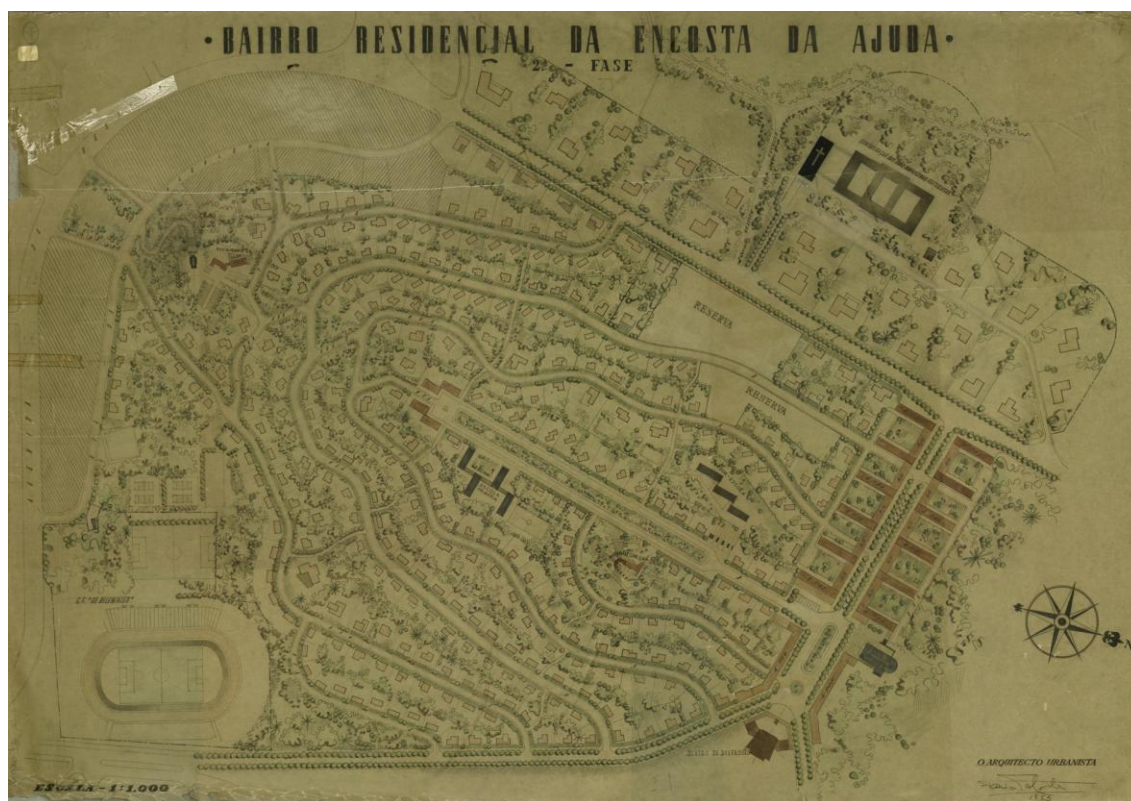 • BAIRRO RESIDENCIAL DA ENCOSTA DA AJUDA •
2ª - FASE
RESERVA
RESERVA
N
O ARQUITECTO URBANISTA
ESCALA - 1:1.000